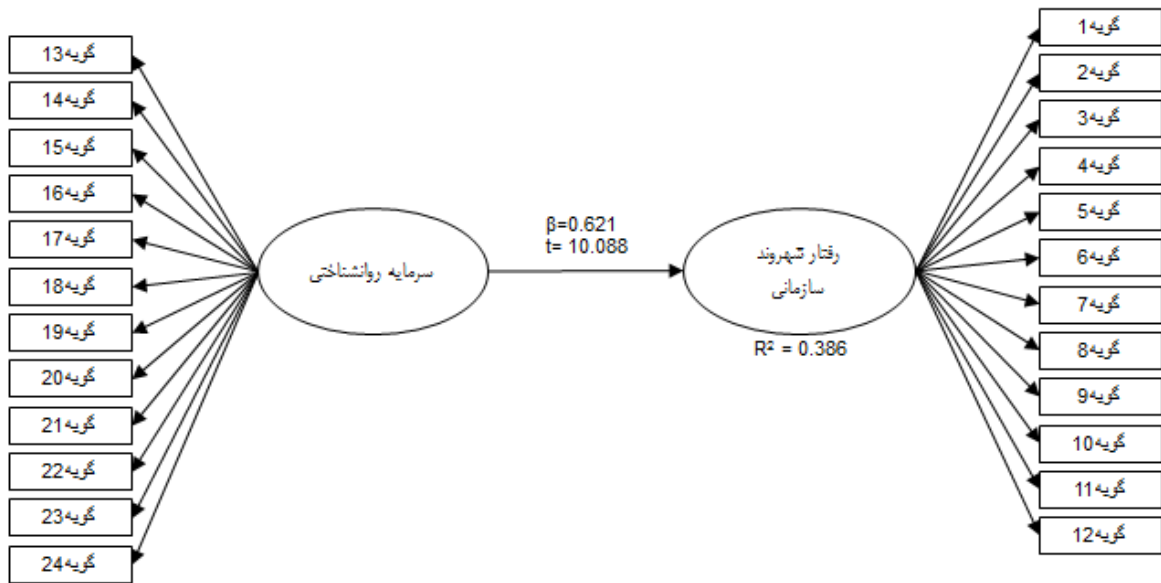 گویه1
گویه2
گویه3
گویه4
گویه5
گویه6
گویه7
گویه8
گویه9
گویه10
گویه11
گویه12
رفتار شهروند
سازمانی
R² = 0.386
β=0.621
t= 10.088
سرمایه روانشناختی
گویه13
گویه14
گویه15
گویه16
گویه17
گویه18
گویه19
گویه20
گویه21
گویه22
گویه23
گویه24